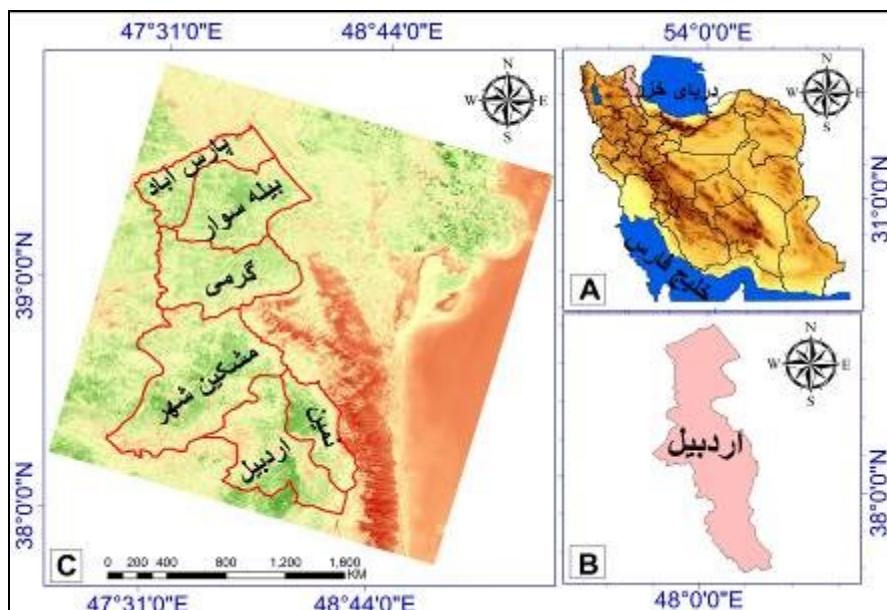 47°31'0"E
48°44'0"E
54°0'0"E
39°0'0"N
38°0'0"N
N
W
E
S
پارس آباد
بیله سوار
گرمی
مشکین شهر
نمین
اردبیل
C
0 200 400 800 1,200 1,600
KM
47°31'0"E
48°44'0"E
N
W
E
S
دریای خزر
خلیج فارس
A
31°0'0"N
N
W
E
S
اردبیل
B
38°0'0"N
48°0'0"E